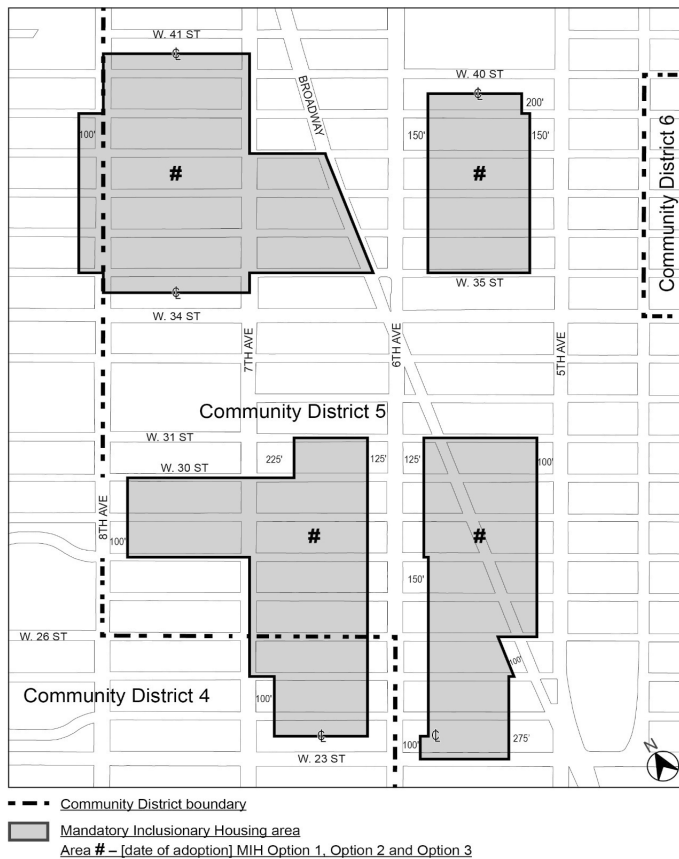 W. 41 ST
℄
BROADWAY
W. 40 ST
℄
200'
100'
150'
150'
#
#
Community District 6
℄
W. 35 ST
W. 34 ST
7TH AVE
6TH AVE
5TH AVE
Community District 5
W. 31 ST
225'
125'
125'
100'
W. 30 ST
8TH AVE
#
#
100'
150'
W. 26 ST
100'
Community District 4
100'
℄
100'
℄
275'
W. 23 ST
N
Community District boundary
Mandatory Inclusionary Housing area
Area # – [date of adoption] MIH Option 1, Option 2 and Option 3